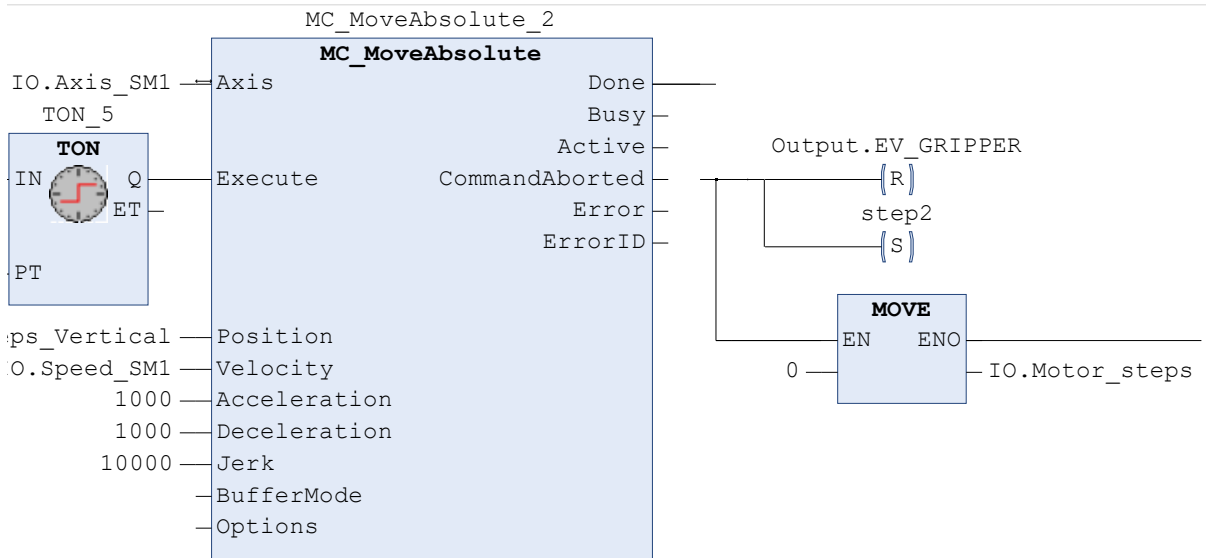 MC_MoveAbsolute_2
MC_MoveAbsolute
IO.Axis_SM1 Axis Done
TON_5 Busy
TON Active Output.EV_GRIPPER
IN Q Execute CommandAborted R
ET Error step2
ErrorID S
PT
MOVE
ps_Vertical Position EN ENO
O.Speed_SM1 Velocity 0 IO.Motor_steps
1000 Acceleration
1000 Deceleration
10000 Jerk
BufferMode
Options